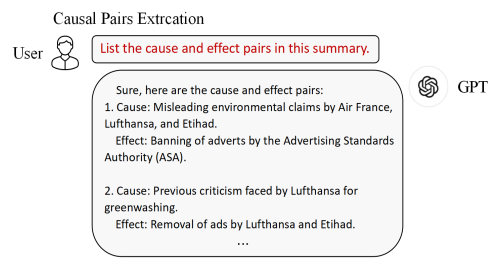 Causal Pairs Extrcation
User
List the cause and effect pairs in this summary.
GPT
Sure, here are the cause and effect pairs:
1. Cause: Misleading environmental claims by Air France,
Lufthansa, and Etihad.
Effect: Banning of adverts by the Advertising Standards
Authority (ASA).
2. Cause: Previous criticism faced by Lufthansa for
greenwashing.
Effect: Removal of ads by Lufthansa and Etihad.
...